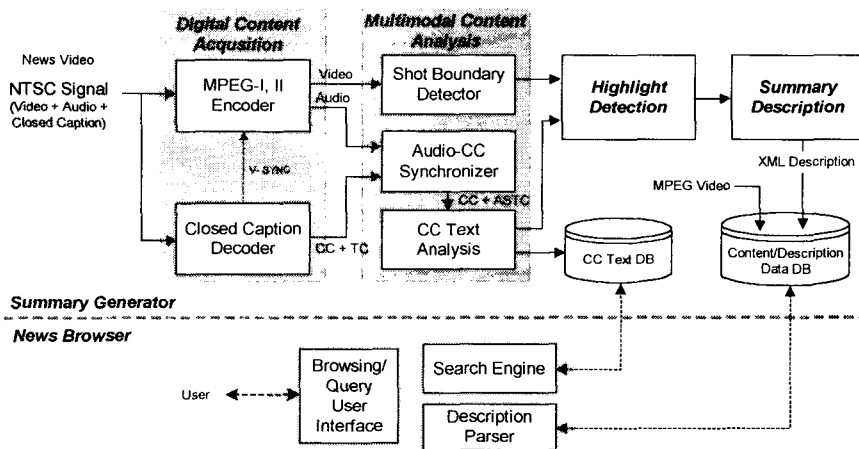 Digital Content
Acqusition
Multimodal Content
Analysis
News Video
NTSC Signal
(Video + Audio +
Closed Caption)
MPEG-I, II
Encoder
Video
Audio
Shot Boundary
Detector
Highlight
Detection
Summary
Description
V-SYNC
Audio-CC
Synchronizer
XML Description
CC + ASTC
MPEG Video
Closed Caption
Decoder
CC + TC
CC Text
Analysis
CC Text DB
Content/Description
Data DB
Summary Generator
News Browser
Browsing/
Query
User
Interface
User
Search Engine
Description
Parser